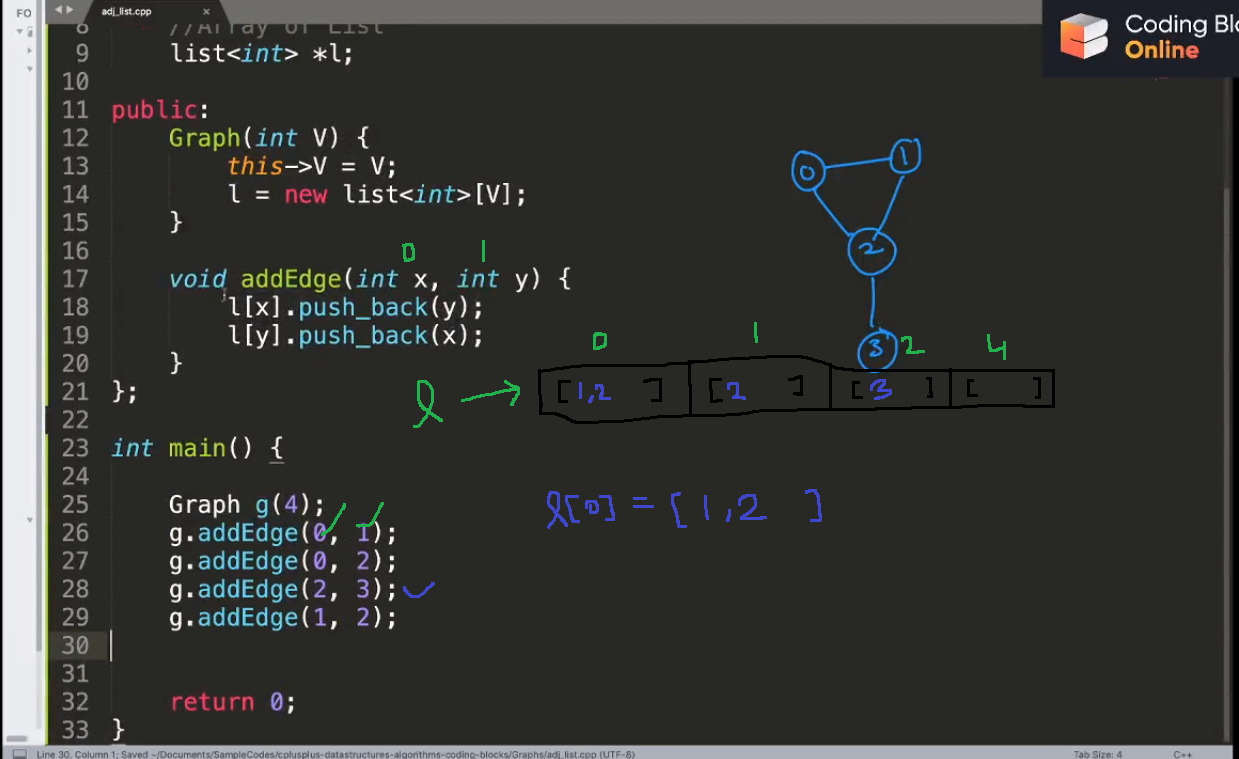 FO
adj_list.cpp ×
Coding Blo
Online
8 //Array of List
9 list<int> *l;
10
11 public:
12 Graph(int V) {
13 this->V = V;
14 l = new list<int>[V];
15 }
16
0 1
17 void addEdge(int x, int y) {
18 l[x].push_back(y);
19 l[y].push_back(x);
20 }
21 };
22
23 int main() {
24
25 Graph g(4);
26 g.addEdge(0, 1);
27 g.addEdge(0, 2);
28 g.addEdge(2, 3);
29 g.addEdge(1, 2);
30
31
32 return 0;
33 }
0 1
2
3
0 1 2 4
l → [1,2 ] [2 ] [3 ] [ ]
l[0] = [1,2 ]
Line 30, Column 1; Saved ~/Documents/SampleCodes/cplusplus-datastructures-algorithms-coding-blocks/Graphs/adj_list.cpp (UTF-8)
Tab Size: 4
C++